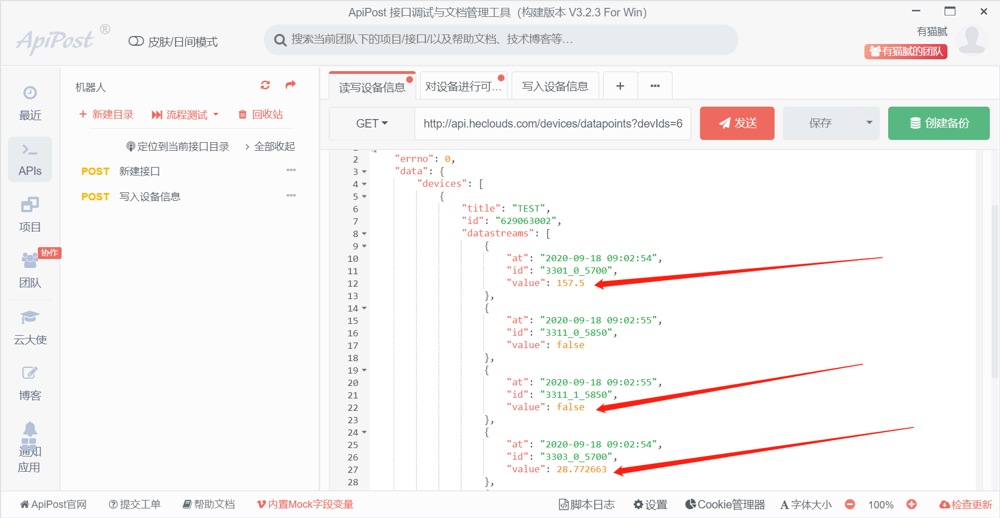 ApiPost 接口调试与文档管理工具（构建版本 V3.2.3 For Win）
ApiPost ®
皮肤/日间模式
搜索当前团队下的项目/接口/以及帮助文档、技术博客等...
有猫腻
有猫腻的团队
最近
APIs
项目
协作
团队
云大使
博客
通知
应用
机器人
+ 新建目录
流程测试
回收站
定位到当前接口目录
> 全部收起
POST 新建接口 ...
POST 写入设备信息 ...
读写设备信息
对设备进行可...
写入设备信息
+
...
GET
http://api.heclouds.com/devices/datapoints?devIds=6
发送
保存
创建备份
2 "errno": 0,
3 "data": {
4 "devices": [
5 {
6 "title": "TEST",
7 "id": "629063002",
8 "datastreams": [
9 {
10 "at": "2020-09-18 09:02:54",
11 "id": "3301_0_5700",
12 "value": 157.5
13 },
14 {
15 "at": "2020-09-18 09:02:55",
16 "id": "3311_0_5850",
17 "value": false
18 },
19 {
20 "at": "2020-09-18 09:02:55",
21 "id": "3311_1_5850",
22 "value": false
23 },
24 {
25 "at": "2020-09-18 09:02:54",
26 "id": "3303_0_5700",
27 "value": 28.772663
28 },
ApiPost官网
提交工单
帮助文档
内置Mock字段变量
脚本日志
设置
Cookie管理器
A 字体大小
100%
检查更新